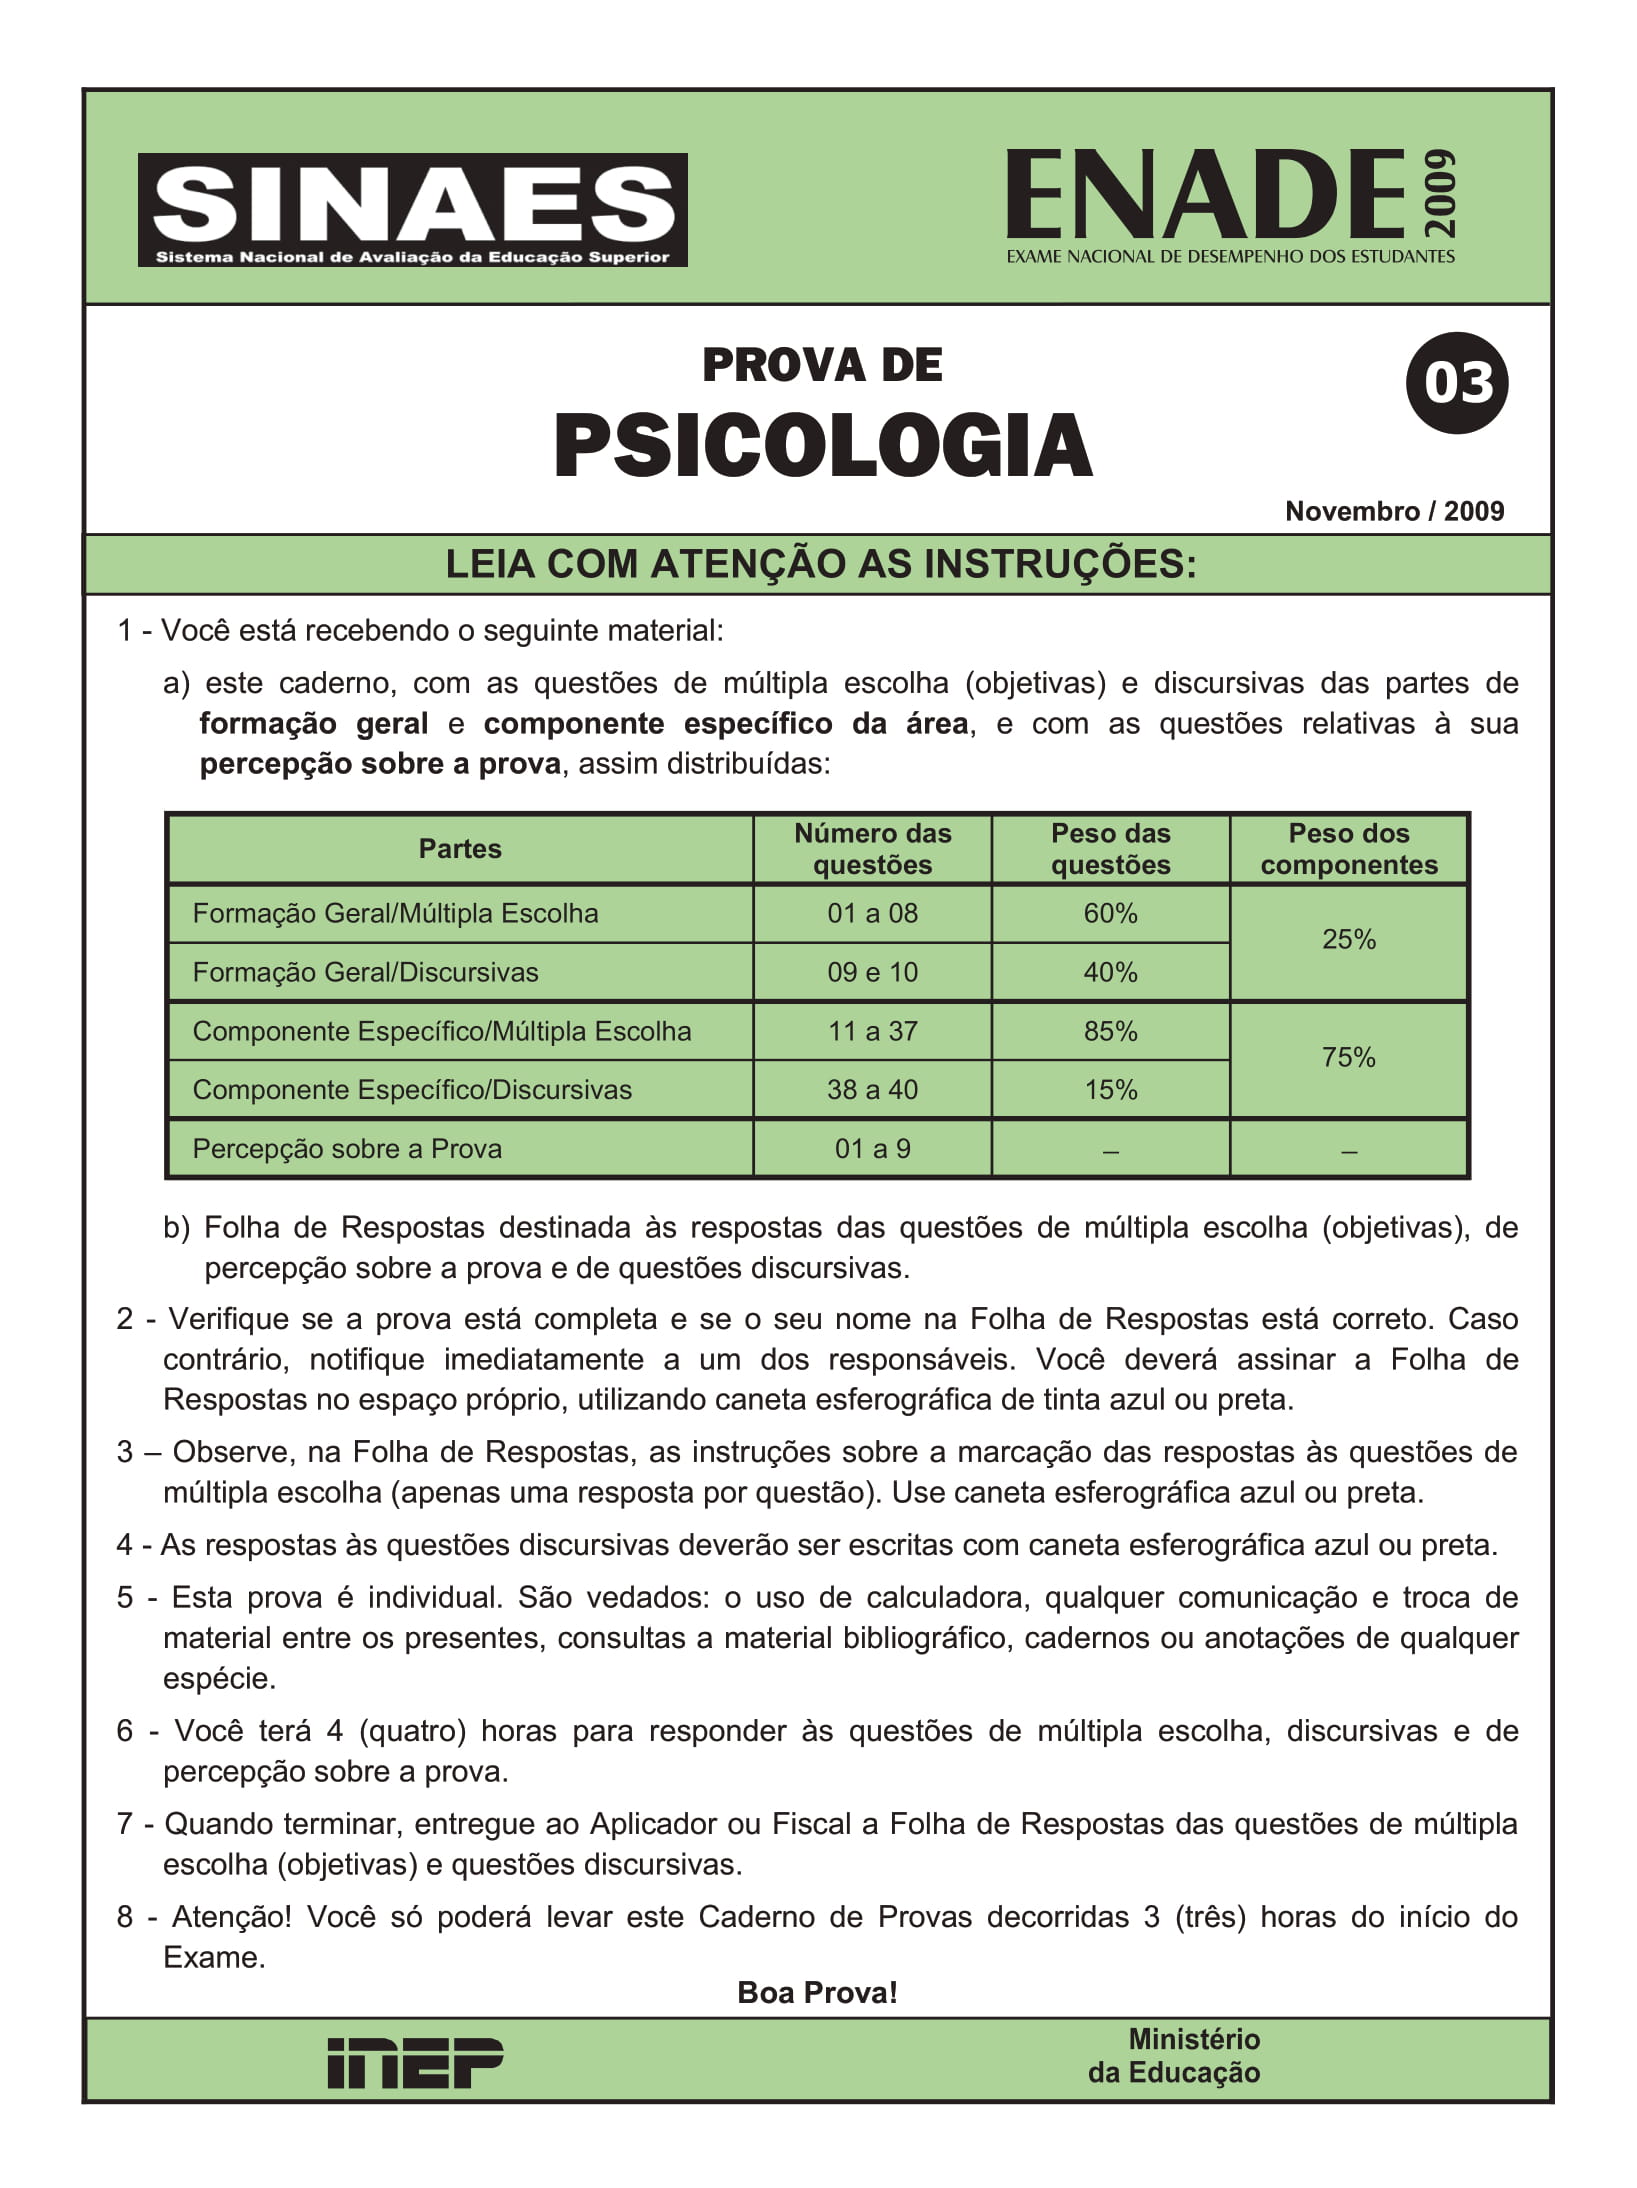 SINAES
Sistema Nacional de Avaliação da Educação Superior
ENADE 2009
EXAME NACIONAL DE DESEMPENHO DOS ESTUDANTES
PROVA DE
PSICOLOGIA
03
Novembro / 2009
LEIA COM ATENÇÃO AS INSTRUÇÕES:
1 - Você está recebendo o seguinte material:
a) este caderno, com as questões de múltipla escolha (objetivas) e discursivas das partes de
formação geral e componente específico da área, e com as questões relativas à sua
percepção sobre a prova, assim distribuídas:
Partes
Número das questões
Peso das questões
Peso dos componentes
Formação Geral/Múltipla Escolha 01 a 08 60%
25%
Formação Geral/Discursivas 09 e 10 40%
Componente Específico/Múltipla Escolha 11 a 37 85%
75%
Componente Específico/Discursivas 38 a 40 15%
Percepção sobre a Prova 01 a 9 – –
b) Folha de Respostas destinada às respostas das questões de múltipla escolha (objetivas), de
percepção sobre a prova e de questões discursivas.
2 - Verifique se a prova está completa e se o seu nome na Folha de Respostas está correto. Caso
contrário, notifique imediatamente a um dos responsáveis. Você deverá assinar a Folha de
Respostas no espaço próprio, utilizando caneta esferográfica de tinta azul ou preta.
3 – Observe, na Folha de Respostas, as instruções sobre a marcação das respostas às questões de
múltipla escolha (apenas uma resposta por questão). Use caneta esferográfica azul ou preta.
4 - As respostas às questões discursivas deverão ser escritas com caneta esferográfica azul ou preta.
5 - Esta prova é individual. São vedados: o uso de calculadora, qualquer comunicação e troca de
material entre os presentes, consultas a material bibliográfico, cadernos ou anotações de qualquer
espécie.
6 - Você terá 4 (quatro) horas para responder às questões de múltipla escolha, discursivas e de
percepção sobre a prova.
7 - Quando terminar, entregue ao Aplicador ou Fiscal a Folha de Respostas das questões de múltipla
escolha (objetivas) e questões discursivas.
8 - Atenção! Você só poderá levar este Caderno de Provas decorridas 3 (três) horas do início do
Exame.
Boa Prova!
INEP
Ministério
da Educação